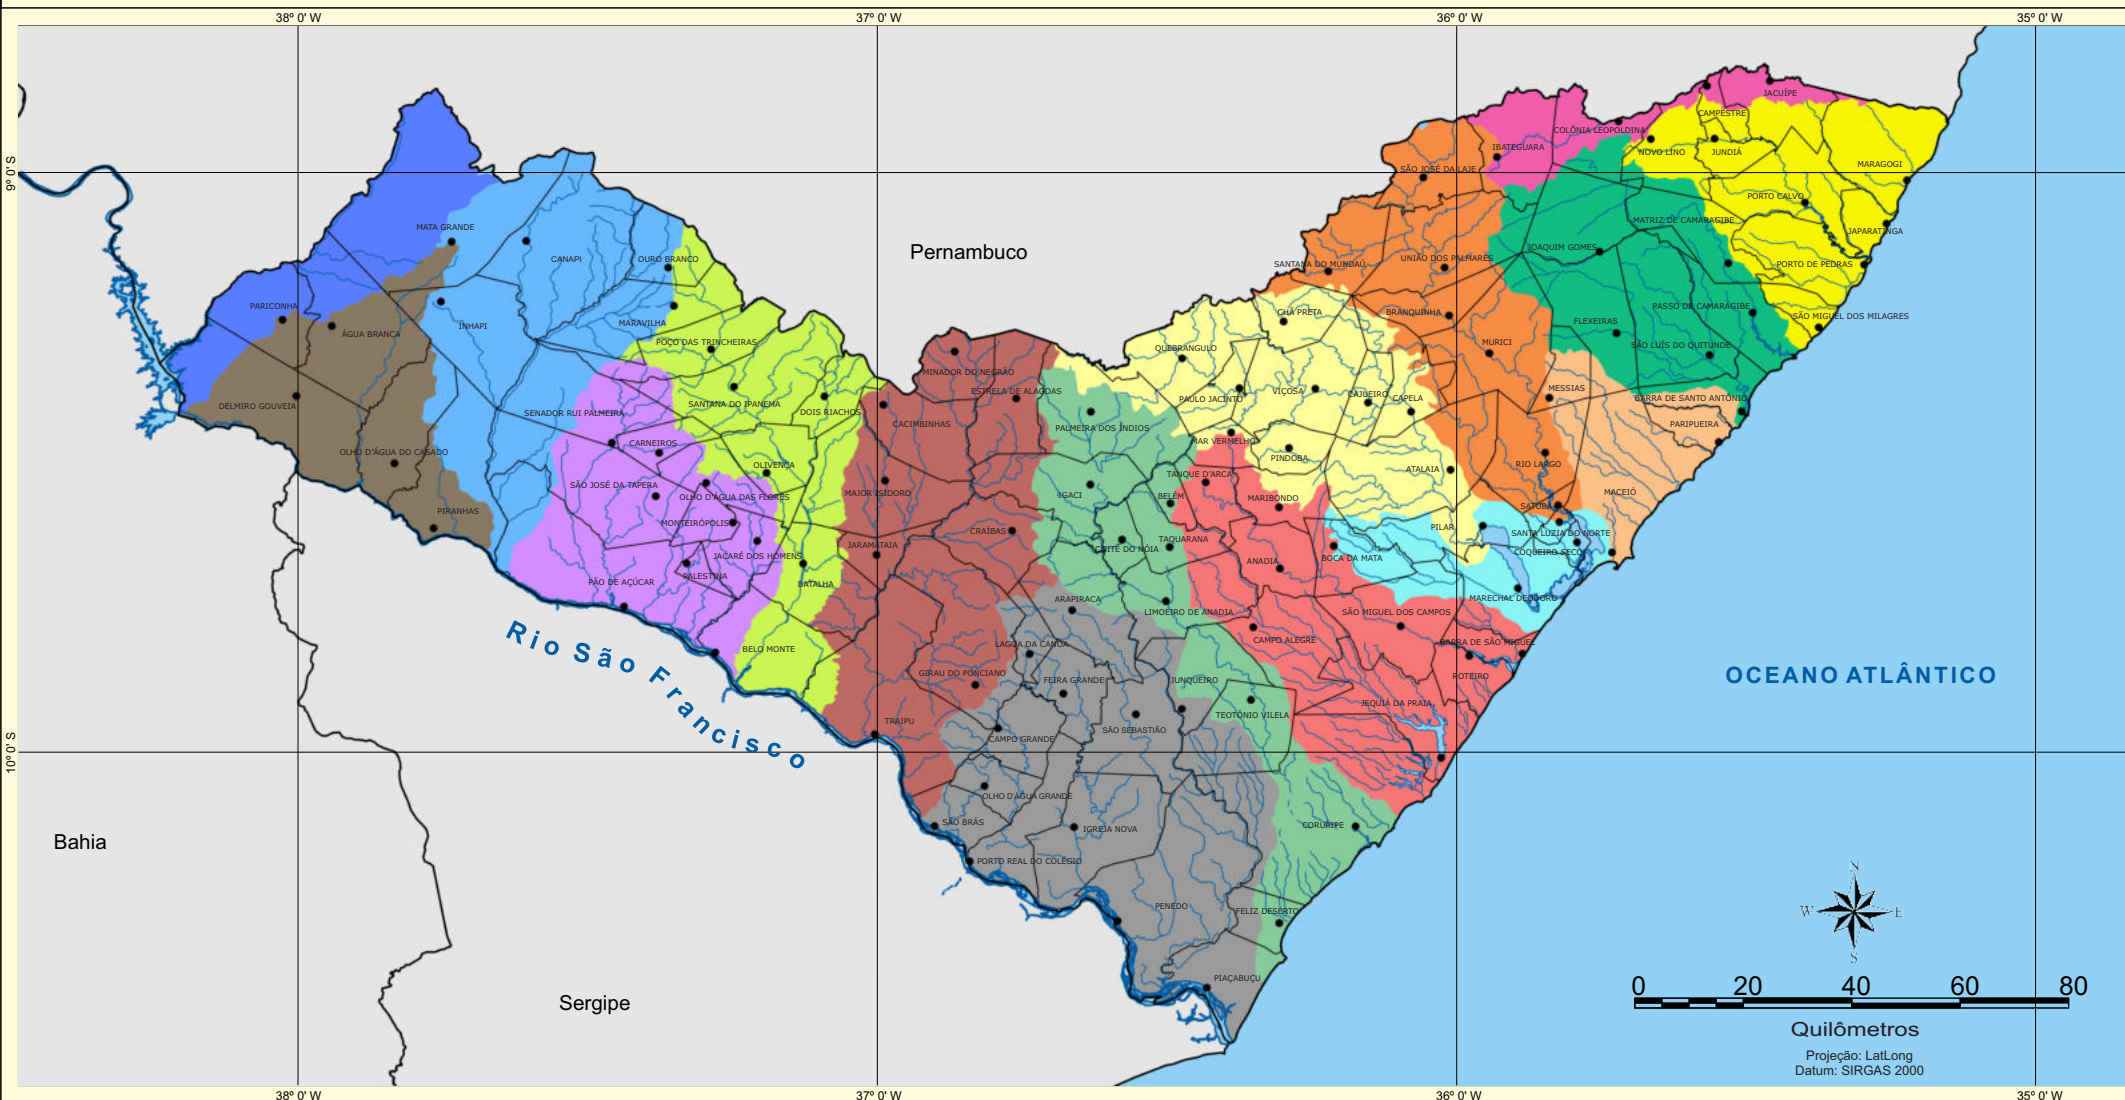 38º 0' W
37º 0' W
36º 0' W
35º 0' W
9º 0' S
10º 0' S
Pernambuco
Bahia
Sergipe
Rio São Francisco
OCEANO ATLÂNTICO
JACUÍPE
CAMPESTRE
COLÔNIA LEOPOLDINA
IBATEGUARA
NOVO LINO
JUNDIÁ
MARAGOGI
SÃO JOSÉ DA LAJE
PORTO CALVO
MATRIZ DE CAMARAGIBE
JAPARATINGA
MATA GRANDE
CANAPI
OURO BRANCO
SANTANA DO MUNDAÚ
UNIÃO DOS PALMARES
JOAQUIM GOMES
PORTO DE PEDRAS
PARICONHA
ÁGUA BRANCA
INHAPI
MARAVILHA
CHÃ PRETA
BRANQUINHA
PASSO DE CAMARAGIBE
FLEXEIRAS
SÃO MIGUEL DOS MILAGRES
POÇO DAS TRINCHEIRAS
QUEBRANGULO
MURICI
SÃO LUÍS DO QUITUNDE
MINADOR DO NEGRÃO
ESTRELA DE ALAGOAS
MESSIAS
DELMIRO GOUVEIA
SENADOR RUI PALMEIRA
SANTANA DO IPANEMA
DOIS RIACHOS
PAULO JACINTO
VIÇOSA
CAJUEIRO
CAPELA
BARRA DE SANTO ANTÔNIO
CACIMBINHAS
PALMEIRA DOS ÍNDIOS
PARIPUEIRA
CARNEIROS
MAR VERMELHO
OLHO D'ÁGUA DO CASADO
PINDOBA
OLIVENÇA
TANQUE D'ARCA
ATALAIA
RIO LARGO
SÃO JOSÉ DA TAPERA
OLHO D'ÁGUA DAS FLORES
MAJOR ISIDORO
IGACI
BELÉM
MARIBONDO
MACEIÓ
PIRANHAS
MONTEIRÓPOLIS
CRAÍBAS
PILAR
SATUBA
SANTA LUZIA DO NORTE
JARAMATAIA
COITÉ DO NÓIA
TAQUARANA
COQUEIRO SECO
JACARÉ DOS HOMENS
ANADIA
BOCA DA MATA
PÃO DE AÇÚCAR
PALESTINA
BATALHA
ARAPIRACA
LIMOEIRO DE ANADIA
SÃO MIGUEL DOS CAMPOS
MARECHAL DEODORO
BELO MONTE
LAGOA DA CANOA
CAMPO ALEGRE
BARRA DE SÃO MIGUEL
GIRAU DO PONCIANO
FEIRA GRANDE
JUNQUEIRO
ROTEIRO
TRAIPU
CAMPO GRANDE
SÃO SEBASTIÃO
TEOTÔNIO VILELA
JEQUIÁ DA PRAIA
OLHO D'ÁGUA GRANDE
SÃO BRÁS
IGREJA NOVA
CORURIPE
PORTO REAL DO COLÉGIO
PENEDO
FELIZ DESERTO
PIAÇABUÇU
N
W E
S
0 20 40 60 80
Quilômetros
Projeção: LatLong
Datum: SIRGAS 2000
38º 0' W
37º 0' W
36º 0' W
35º 0' W